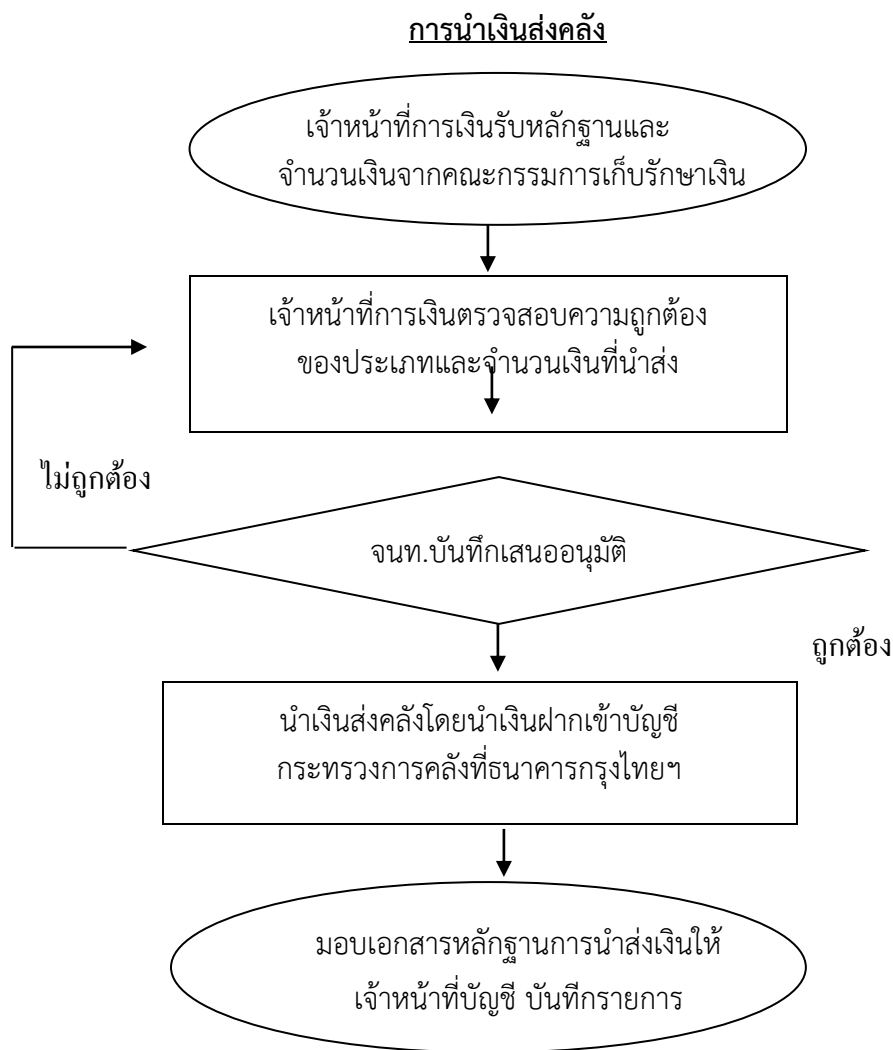 การนำเงินส่งคลัง
เจ้าหน้าที่การเงินรับหลักฐานและ
จำนวนเงินจากคณะกรรมการเก็บรักษาเงิน
เจ้าหน้าที่การเงินตรวจสอบความถูกต้อง
ของประเภทและจำนวนเงินที่นำส่ง
ไม่ถูกต้อง
จนท.บันทึกเสนออนุมัติ
ถูกต้อง
นำเงินส่งคลังโดยนำเงินฝากเข้าบัญชี
กระทรวงการคลังที่ธนาคารกรุงไทยฯ
มอบเอกสารหลักฐานการนำส่งเงินให้
เจ้าหน้าที่บัญชี บันทึกรายการ